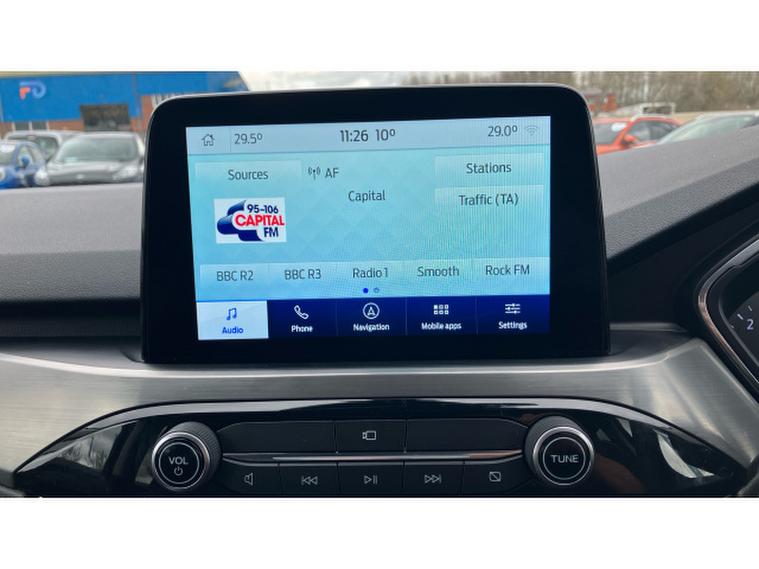 29.5° 11:26 10° 29.0°
Sources AF Stations
Capital Traffic (TA)
95-106
CAPITAL
FM
BBC R2 BBC R3 Radio 1 Smooth Rock FM
Audio Phone Navigation Mobile apps Settings
VOL TUNE
2